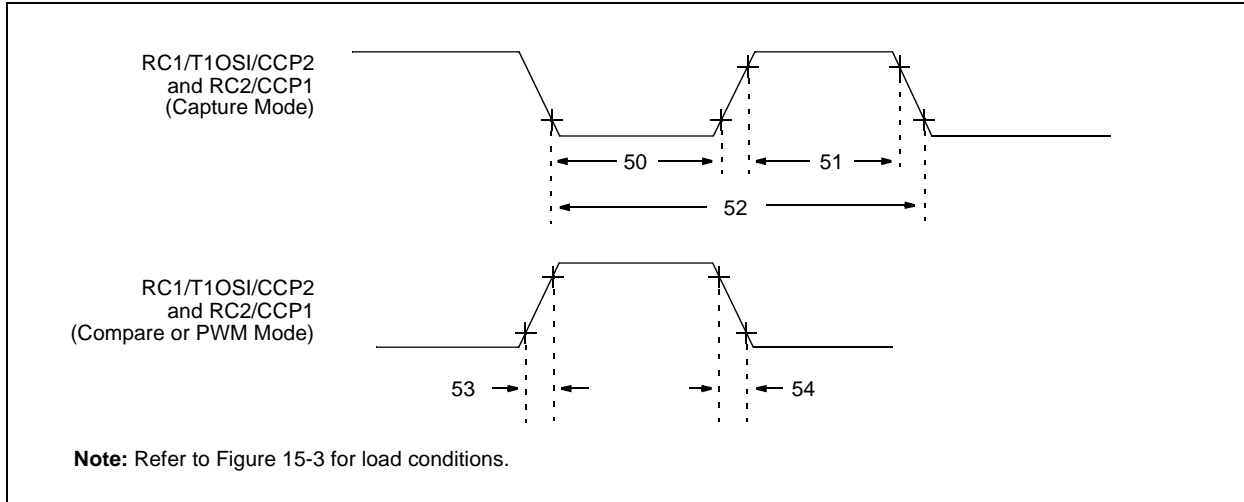 RC1/T1OSI/CCP2
and RC2/CCP1
(Capture Mode)
50
51
52
RC1/T1OSI/CCP2
and RC2/CCP1
(Compare or PWM Mode)
53
54
Note: Refer to Figure 15-3 for load conditions.